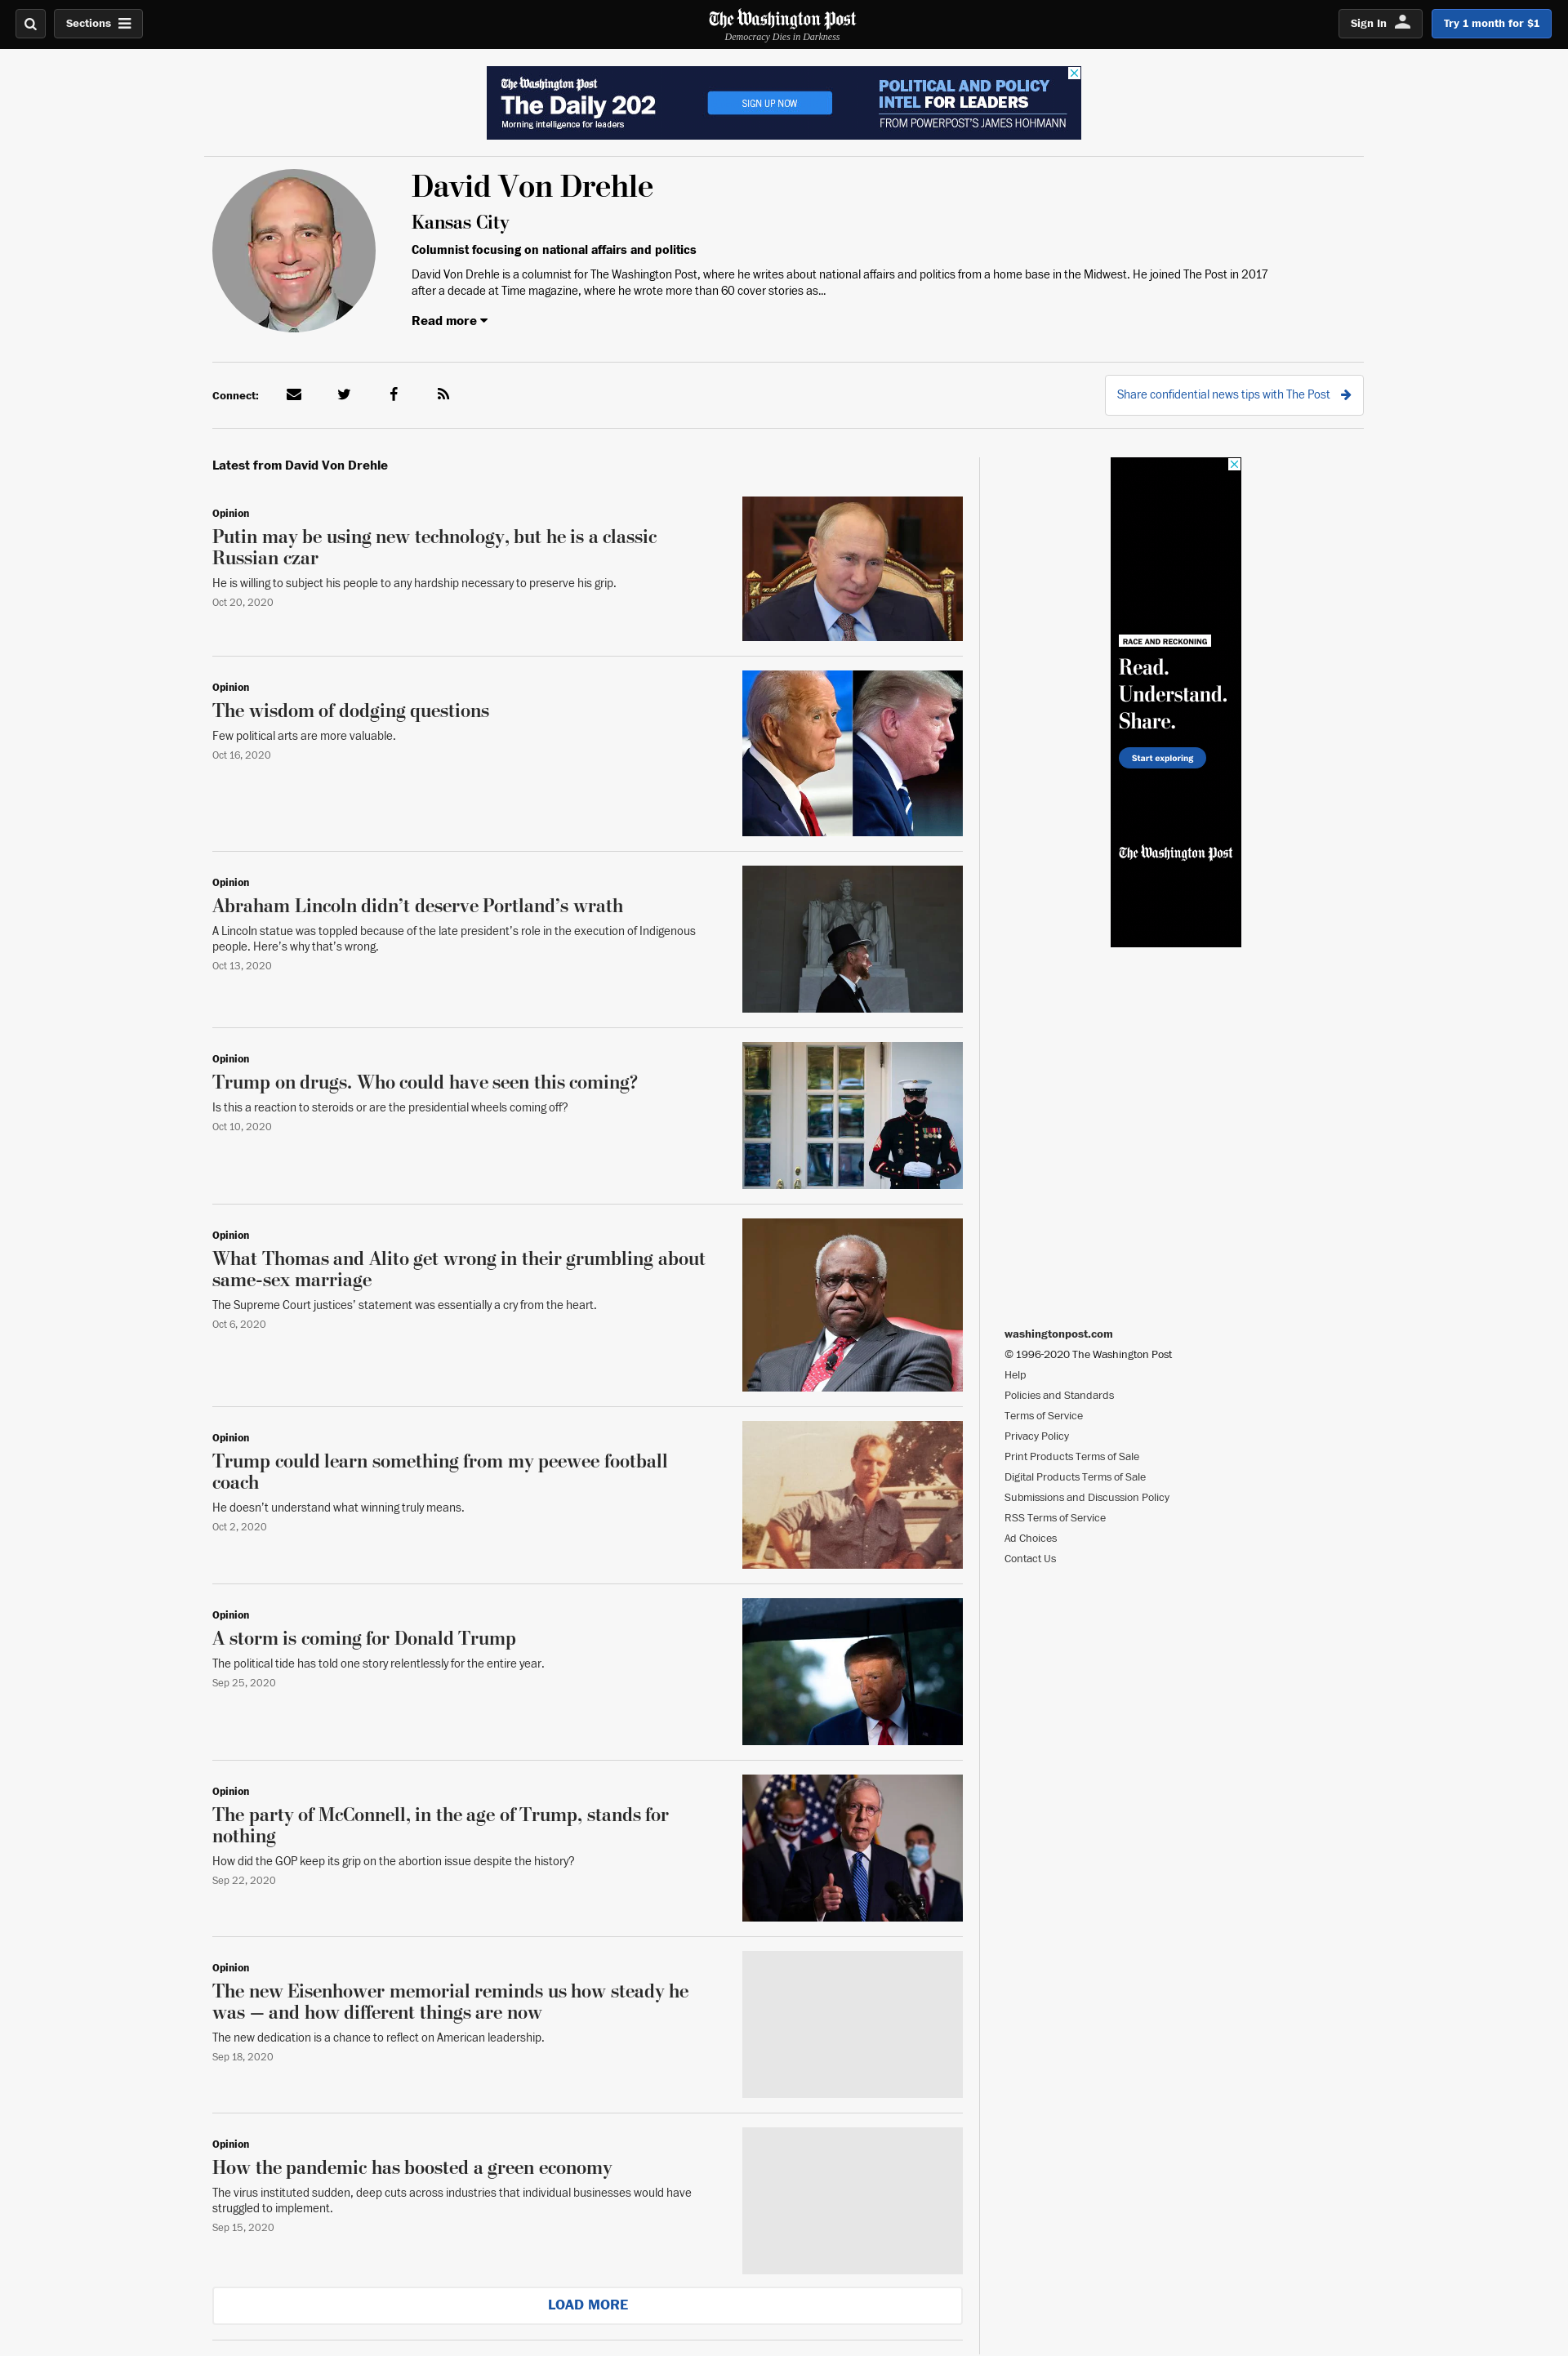 Sections
The Washington Post
Democracy Dies in Darkness
Sign In
Try 1 month for $1
The Washington Post
The Daily 202
Morning intelligence for leaders
SIGN UP NOW
POLITICAL AND POLICY
INTEL FOR LEADERS
FROM POWERPOST'S JAMES HOHMANN
David Von Drehle
Kansas City
Columnist focusing on national affairs and politics
David Von Drehle is a columnist for The Washington Post, where he writes about national affairs and politics from a home base in the Midwest. He joined The Post in 2017
after a decade at Time magazine, where he wrote more than 60 cover stories as...
Read more
Connect:
Share confidential news tips with The Post
Latest from David Von Drehle
Opinion
Putin may be using new technology, but he is a classic
Russian czar
He is willing to subject his people to any hardship necessary to preserve his grip.
Oct 20, 2020
Opinion
The wisdom of dodging questions
Few political arts are more valuable.
Oct 16, 2020
Opinion
Abraham Lincoln didn’t deserve Portland’s wrath
A Lincoln statue was toppled because of the late president’s role in the execution of Indigenous
people. Here’s why that’s wrong.
Oct 13, 2020
Opinion
Trump on drugs. Who could have seen this coming?
Is this a reaction to steroids or are the presidential wheels coming off?
Oct 10, 2020
Opinion
What Thomas and Alito get wrong in their grumbling about
same-sex marriage
The Supreme Court justices’ statement was essentially a cry from the heart.
Oct 6, 2020
Opinion
Trump could learn something from my peewee football
coach
He doesn’t understand what winning truly means.
Oct 2, 2020
Opinion
A storm is coming for Donald Trump
The political tide has told one story relentlessly for the entire year.
Sep 25, 2020
Opinion
The party of McConnell, in the age of Trump, stands for
nothing
How did the GOP keep its grip on the abortion issue despite the history?
Sep 22, 2020
Opinion
The new Eisenhower memorial reminds us how steady he
was — and how different things are now
The new dedication is a chance to reflect on American leadership.
Sep 18, 2020
Opinion
How the pandemic has boosted a green economy
The virus instituted sudden, deep cuts across industries that individual businesses would have
struggled to implement.
Sep 15, 2020
LOAD MORE
RACE AND RECKONING
Read.
Understand.
Share.
Start exploring
The Washington Post
washingtonpost.com
© 1996-2020 The Washington Post
Help
Policies and Standards
Terms of Service
Privacy Policy
Print Products Terms of Sale
Digital Products Terms of Sale
Submissions and Discussion Policy
RSS Terms of Service
Ad Choices
Contact Us